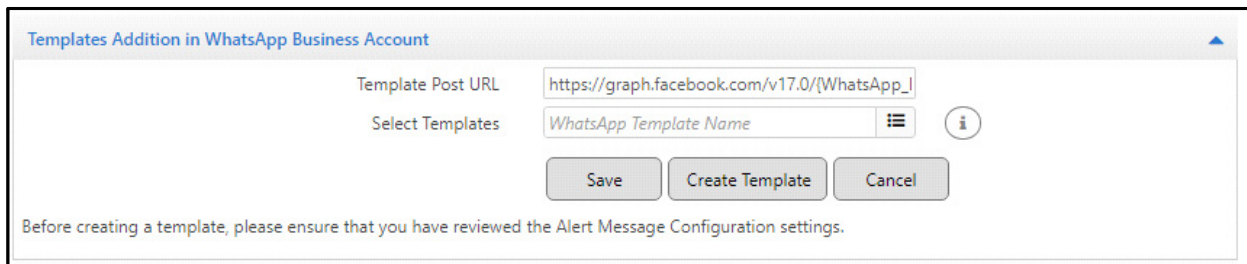 Templates Addition in WhatsApp Business Account
Template Post URL
https://graph.facebook.com/v17.0/{WhatsApp_I
Select Templates
WhatsApp Template Name
i
Save
Create Template
Cancel
Before creating a template, please ensure that you have reviewed the Alert Message Configuration settings.